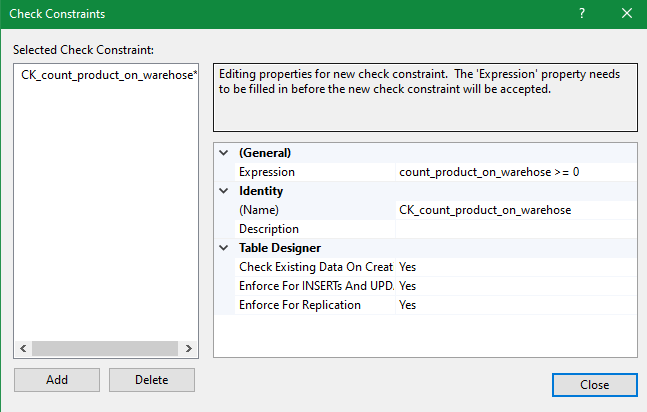 Check Constraints
? ×
Selected Check Constraint:
CK_count_product_on_warehose*
Editing properties for new check constraint.  The 'Expression' property needs
to be filled in before the new check constraint will be accepted.
(General)
Expression count_product_on_warehose >= 0
Identity
(Name) CK_count_product_on_warehose
Description
Table Designer
Check Existing Data On Creat Yes
Enforce For INSERTs And UPD. Yes
Enforce For Replication Yes
Add Delete
Close